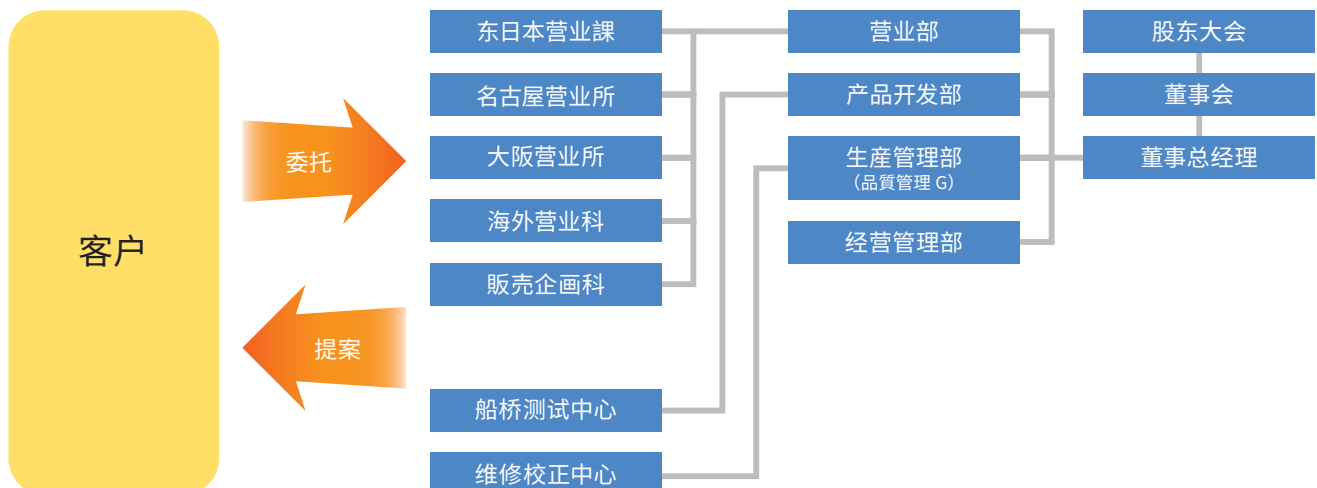 客户
委托
提案
东日本营业課
名古屋营业所
大阪营业所
海外营业科
販売企画科
船桥测试中心
维修校正中心
营业部
产品开发部
生産管理部
（品質管理 G）
经营管理部
股东大会
董事会
董事总经理